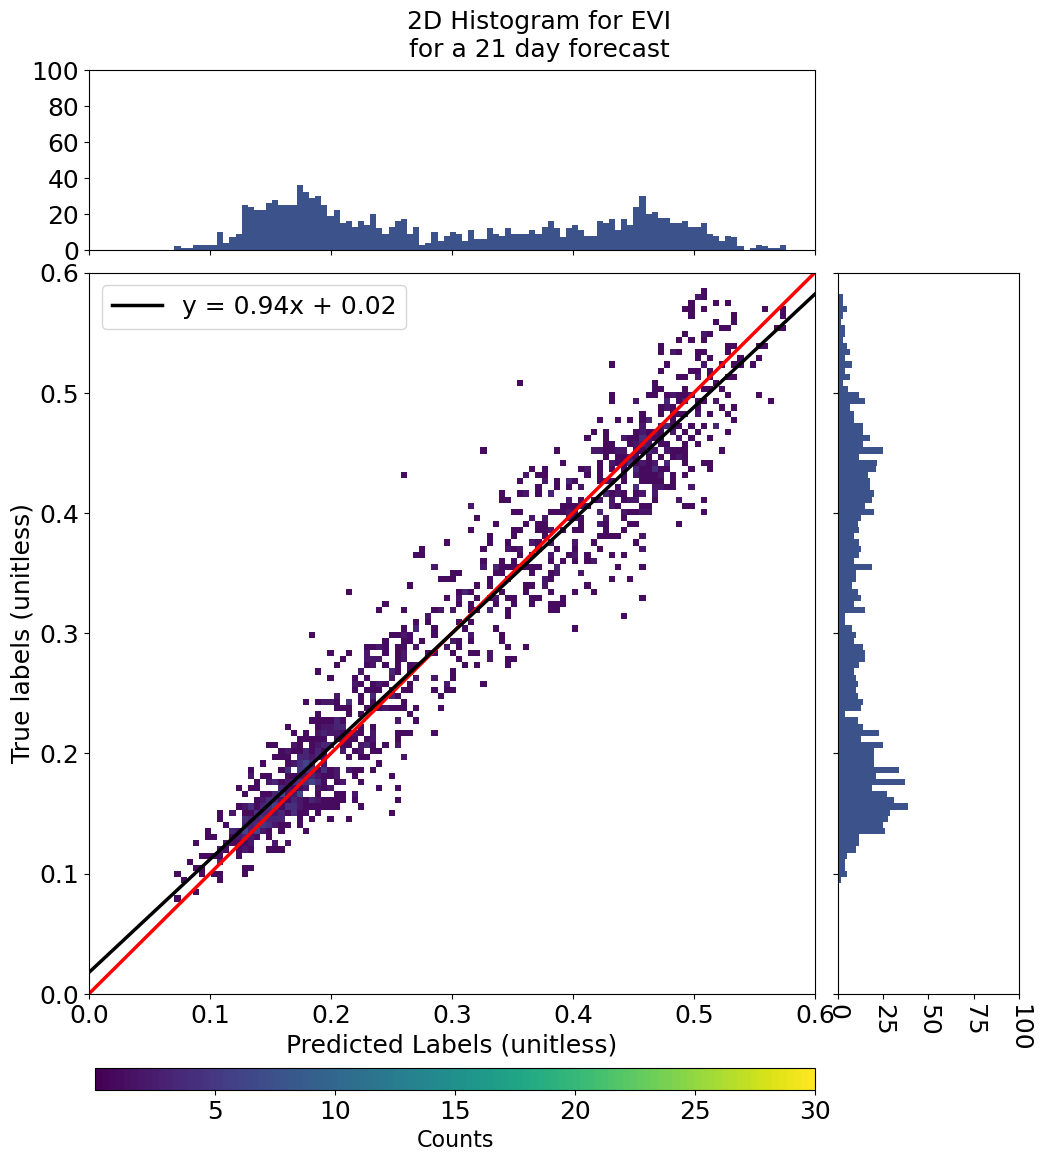 2D Histogram for EVI
for a 21 day forecast
100
80
60
40
20
0
0.6
0.5
0.4
0.3
0.2
0.1
0.0
True labels (unitless)
y = 0.94x + 0.02
0.0 0.1 0.2 0.3 0.4 0.5 0.6
Predicted Labels (unitless)
0 25 50 75 100
5 10 15 20 25 30
Counts